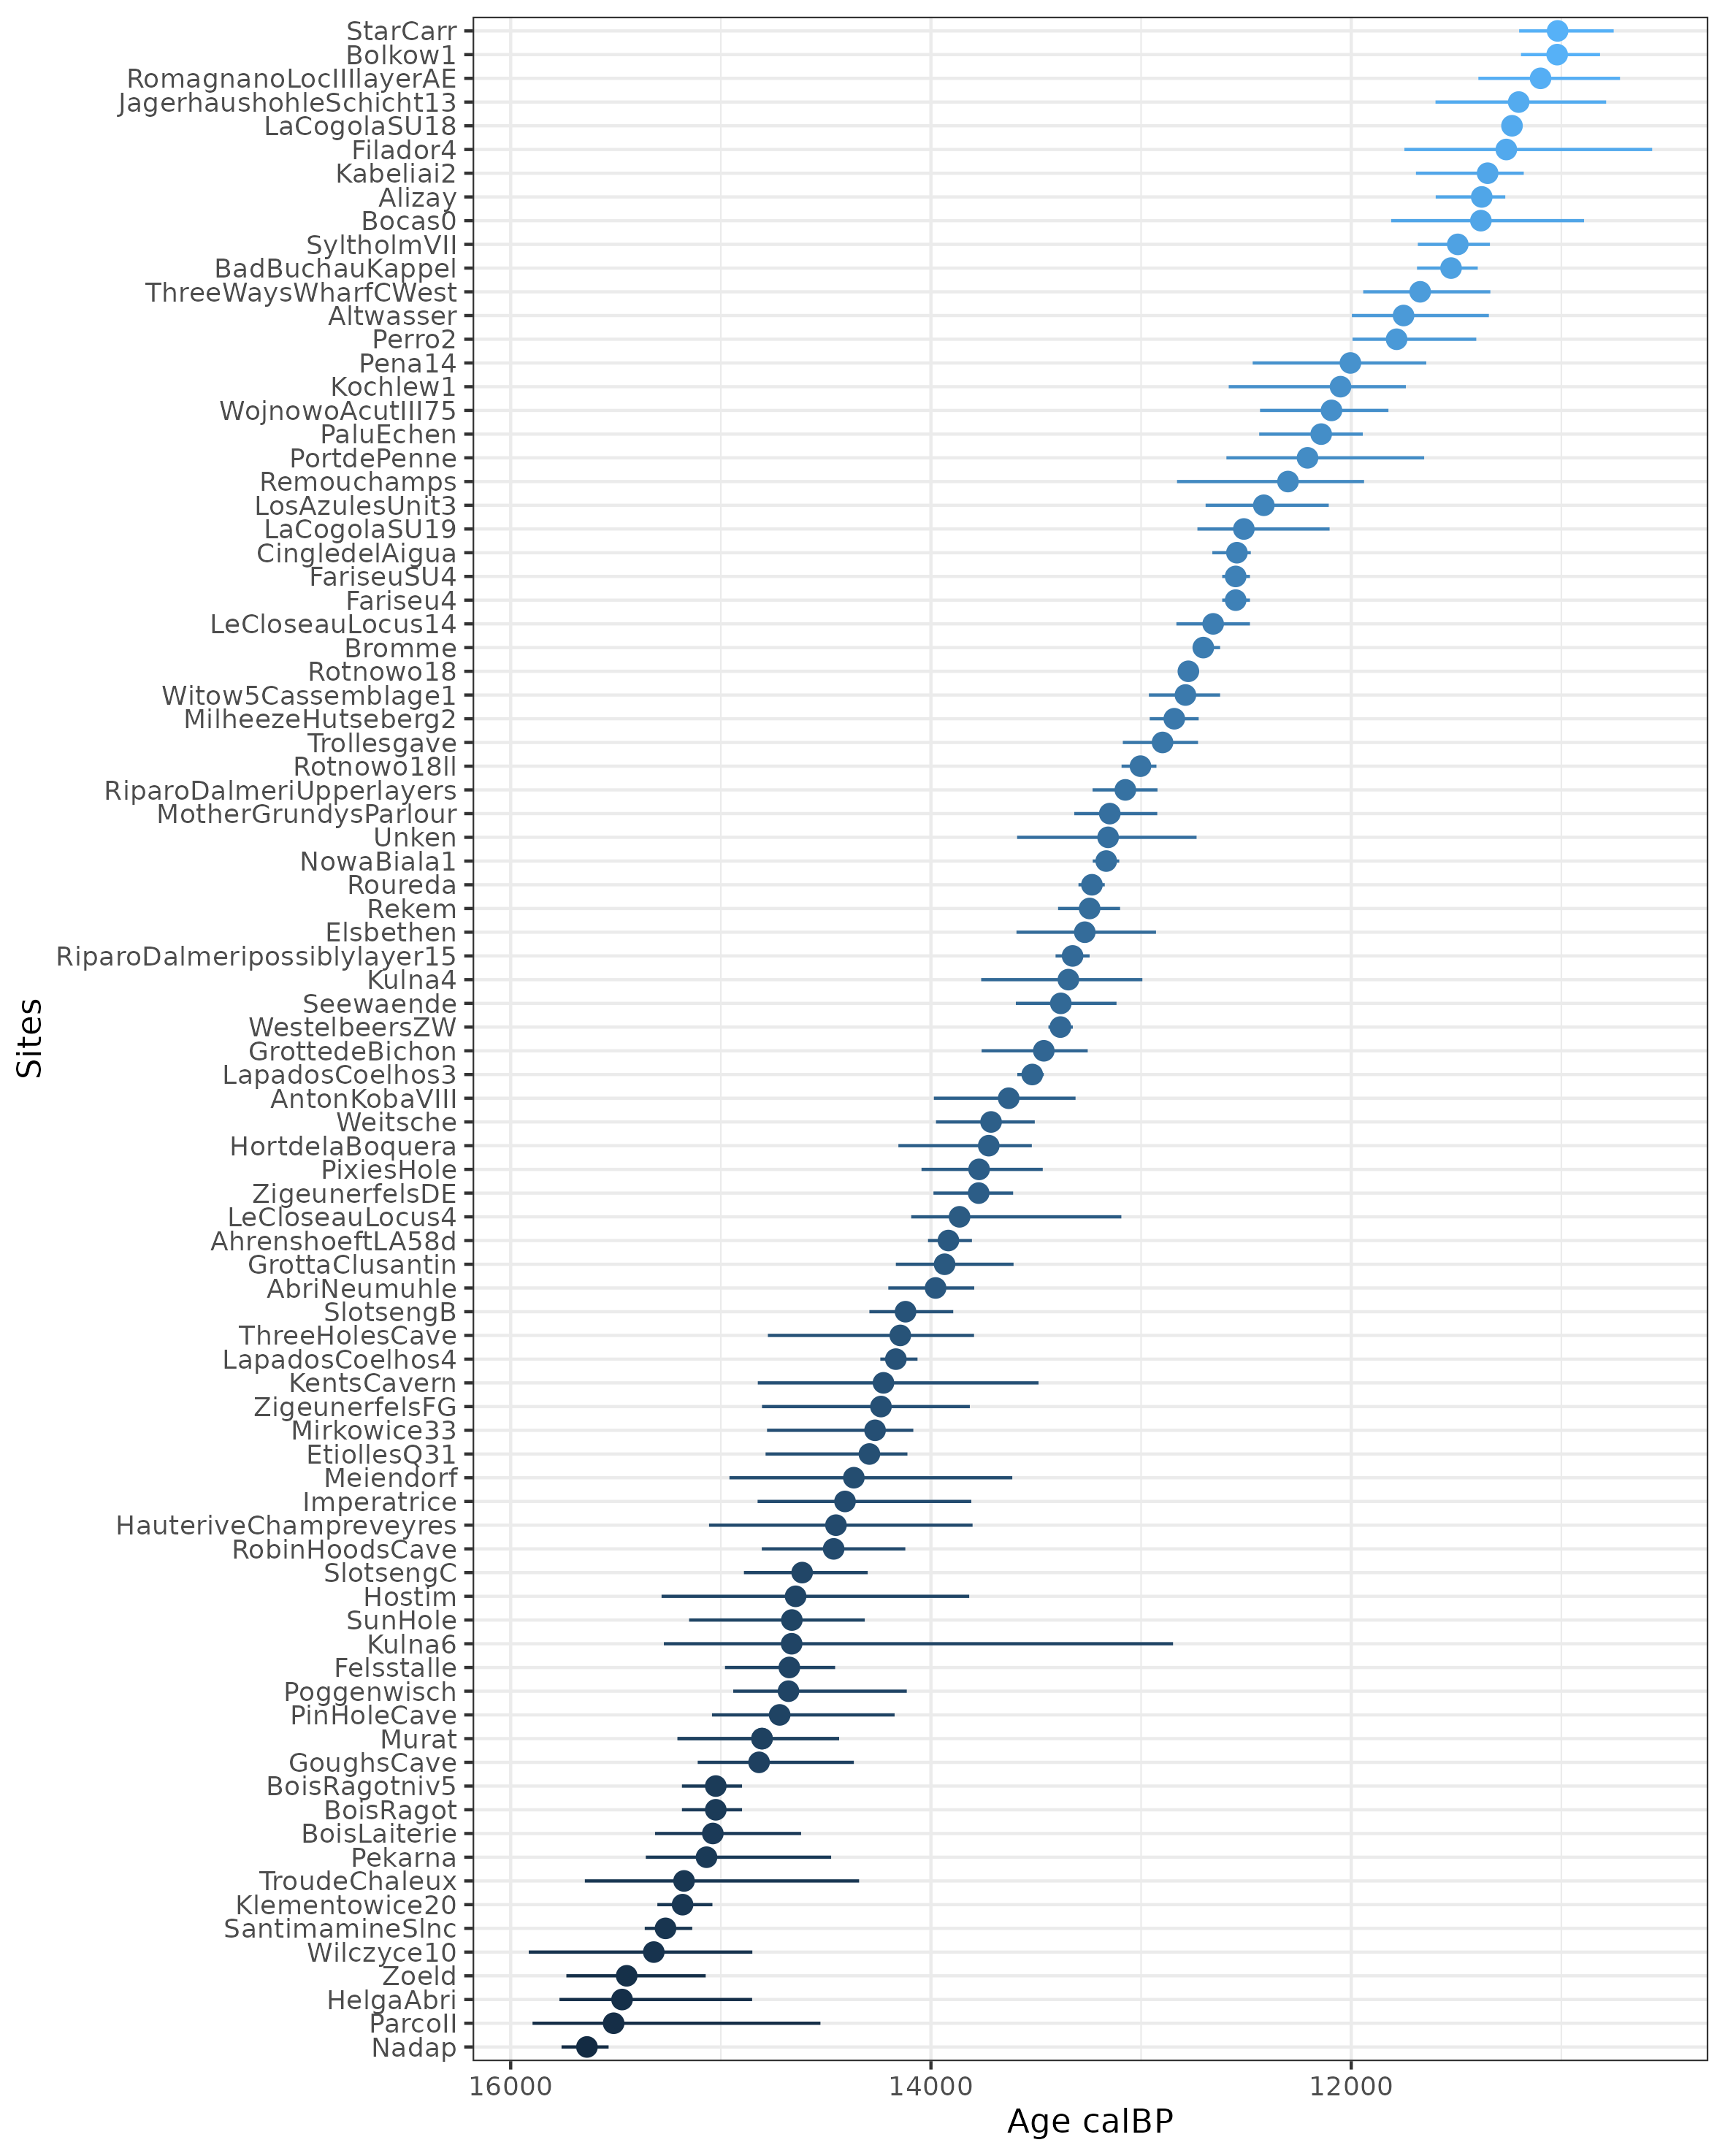 StarCarr
Bolkow1
RomagnanoLocIIIlayerAE
JagerhaushohleSchicht13
LaCogolaSU18
Filador4
Kabeliai2
Alizay
Bocas0
SyltholmVII
BadBuchauKappel
ThreeWaysWharfCWest
Altwasser
Perro2
Pena14
Kochlew1
WojnowoAcutIII75
PaluEchen
PortdePenne
Remouchamps
LosAzulesUnit3
LaCogolaSU19
CingledelAigua
FariseuSU4
Fariseu4
LeCloseauLocus14
Bromme
Rotnowo18
Witow5Cassemblage1
MilheezeHutseberg2
Trollesgave
Rotnowo18II
RiparoDalmeriUpperlayers
MotherGrundysParlour
Unken
NowaBiala1
Roureda
Rekem
Elsbethen
RiparoDalmeripossiblylayer15
Kulna4
Seewaende
WestelbeersZW
GrottedeBichon
LapadosCoelhos3
AntonKobaVIII
Weitsche
HortdelaBoquera
PixiesHole
ZigeunerfelsDE
LeCloseauLocus4
AhrenshoeftLA58d
GrottaClusantin
AbriNeumuhle
SlotsengB
ThreeHolesCave
LapadosCoelhos4
KentsCavern
ZigeunerfelsFG
Mirkowice33
EtiollesQ31
Meiendorf
Imperatrice
HauteriveChampreveyres
RobinHoodsCave
SlotsengC
Hostim
SunHole
Kulna6
Felsstalle
Poggenwisch
PinHoleCave
Murat
GoughsCave
BoisRagotniv5
BoisRagot
BoisLaiterie
Pekarna
TroudeChaleux
Klementowice20
SantimamineSlnc
Wilczyce10
Zoeld
HelgaAbri
ParcoII
Nadap
Sites
16000 14000 12000
Age calBP